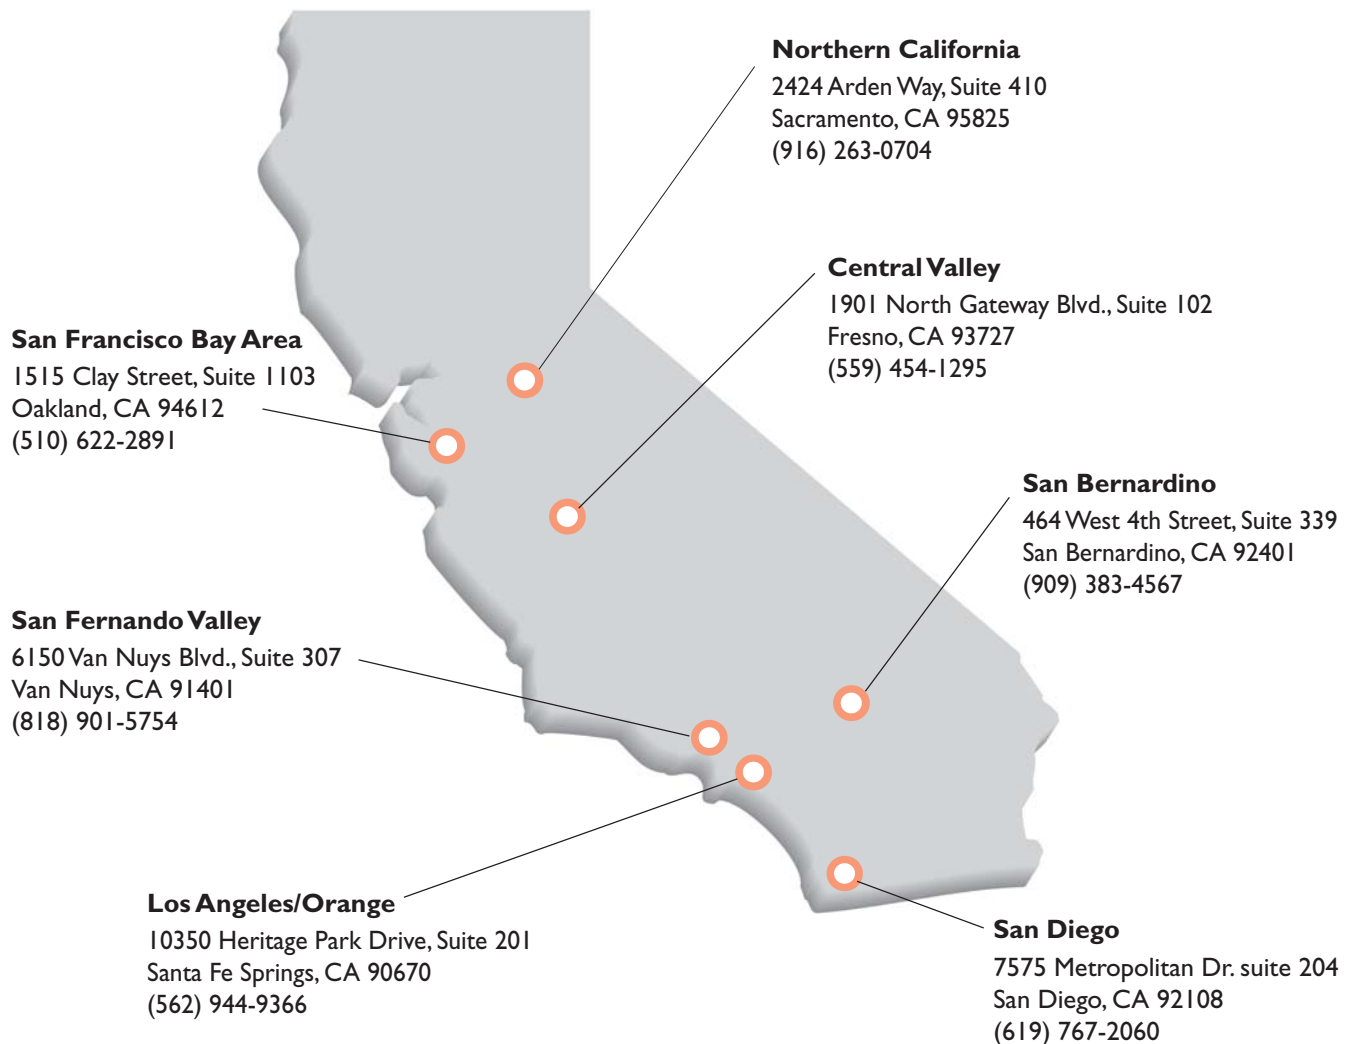 Northern California
2424 Arden Way, Suite 410
Sacramento, CA 95825
(916) 263-0704
Central Valley
1901 North Gateway Blvd., Suite 102
Fresno, CA 93727
(559) 454-1295
San Francisco Bay Area
1515 Clay Street, Suite 1103
Oakland, CA 94612
(510) 622-2891
San Bernardino
464 West 4th Street, Suite 339
San Bernardino, CA 92401
(909) 383-4567
San Fernando Valley
6150 Van Nuys Blvd., Suite 307
Van Nuys, CA 91401
(818) 901-5754
Los Angeles/Orange
10350 Heritage Park Drive, Suite 201
Santa Fe Springs, CA 90670
(562) 944-9366
San Diego
7575 Metropolitan Dr. suite 204
San Diego, CA 92108
(619) 767-2060